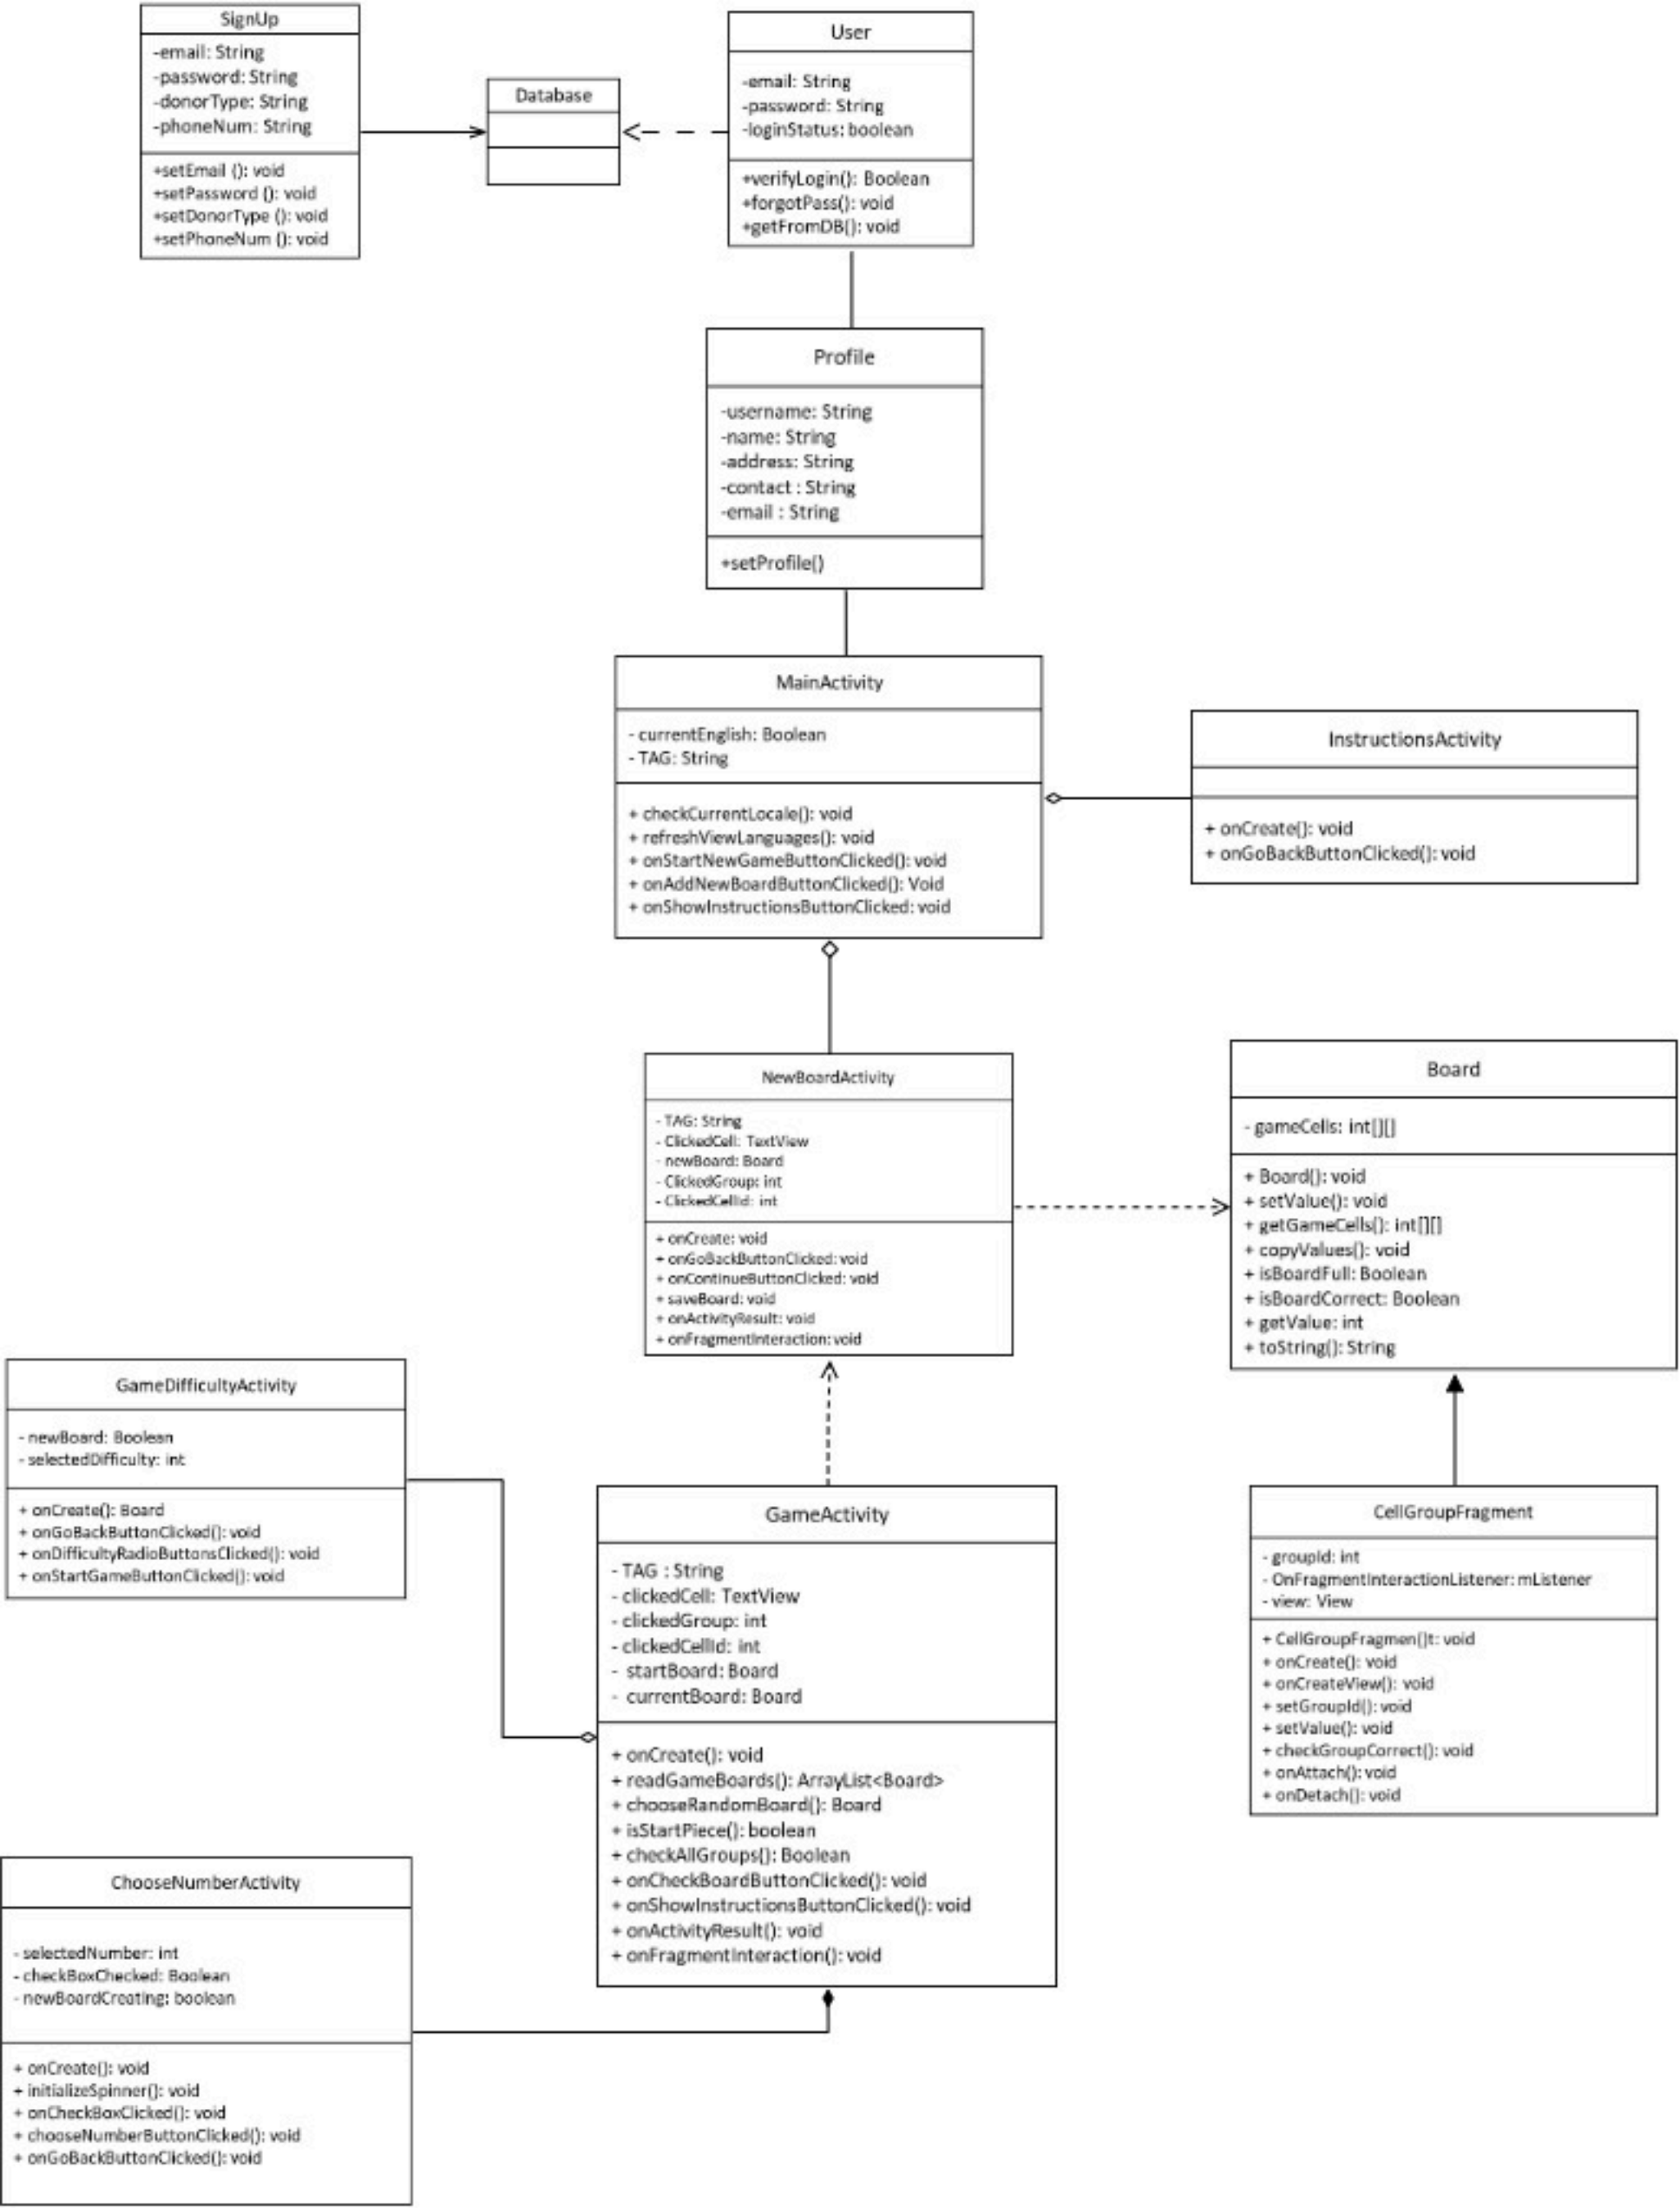 SignUp
-email: String
-password: String
-donorType: String
-phoneNum: String
+setEmail (): void
+setPassword (): void
+setDonorType (): void
+setPhoneNum (): void
Database
User
-email: String
-password: String
-loginStatus: boolean
+verifyLogin(): Boolean
+forgotPass(): void
+getFromDB(): void
Profile
-username: String
-name: String
-address: String
-contact : String
-email : String
+setProfile()
MainActivity
- currentEnglish: Boolean
- TAG: String
+ checkCurrentLocale(): void
+ refreshViewLanguages(): void
+ onStartNewGameButtonClicked(): void
+ onAddNewBoardButtonClicked(): Void
+ onShowInstructionsButtonClicked: void
InstructionsActivity
+ onCreate(): void
+ onGoBackButtonClicked(): void
NewBoardActivity
- TAG: String
- ClickedCell: TextView
- newBoard: Board
- ClickedGroup: int
- ClickedCellId: int
+ onCreate: void
+ onGoBackButtonClicked: void
+ onContinueButtonClicked: void
+ saveBoard: void
+ onActivityResult: void
+ onFragmentInteraction: void
Board
- gameCells: int[][]
+ Board(): void
+ setValue(): void
+ getGameCells(): int[][]
+ copyValues(): void
+ isBoardFull: Boolean
+ isBoardCorrect: Boolean
+ getValue: int
+ toString(): String
GameDifficultyActivity
- newBoard: Boolean
- selectedDifficulty: int
+ onCreate(): Board
+ onGoBackButtonClicked(): void
+ onDifficultyRadioButtonsClicked(): void
+ onStartGameButtonClicked(): void
GameActivity
- TAG : String
- clickedCell: TextView
- clickedGroup: int
- clickedCellId: int
- startBoard: Board
- currentBoard: Board
+ onCreate(): void
+ readGameBoards(): ArrayList<Board>
+ chooseRandomBoard(): Board
+ isStartPiece(): boolean
+ checkAllGroups(): Boolean
+ onCheckBoardButtonClicked(): void
+ onShowInstructionsButtonClicked(): void
+ onActivityResult(): void
+ onFragmentInteraction(): void
CellGroupFragment
- groupId: int
- OnFragmentInteractionListener: mListener
- view: View
+ CellGroupFragmen()t: void
+ onCreate(): void
+ onCreateView(): void
+ setGroupId(): void
+ setValue(): void
+ checkGroupCorrect(): void
+ onAttach(): void
+ onDetach(): void
ChooseNumberActivity
- selectedNumber: int
- checkBoxChecked: Boolean
- newBoardCreating: boolean
+ onCreate(): void
+ initializeSpinner(): void
+ onCheckBoxClicked(): void
+ chooseNumberButtonClicked(): void
+ onGoBackButtonClicked(): void